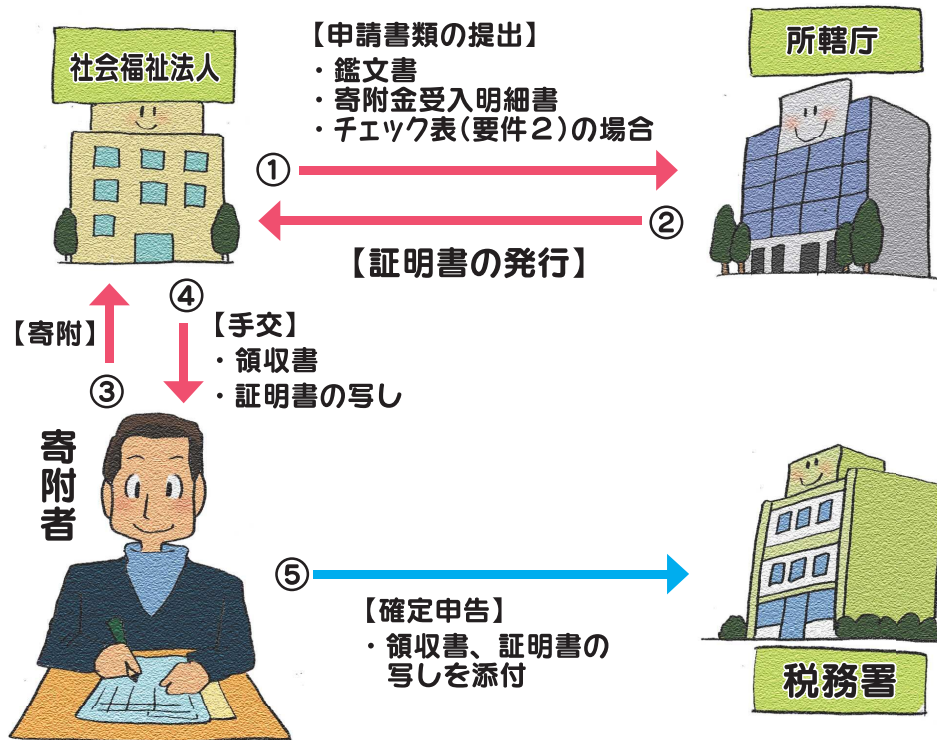 社会福祉法人
【申請書類の提出】
・鑑文書
・寄附金受入明細書
・チェック表(要件２)の場合
所轄庁
①
②
【証明書の発行】
④
【寄附】
【手交】
・領収書
・証明書の写し
③
寄附者
⑤
【確定申告】
・領収書、証明書の
写しを添付
税務署